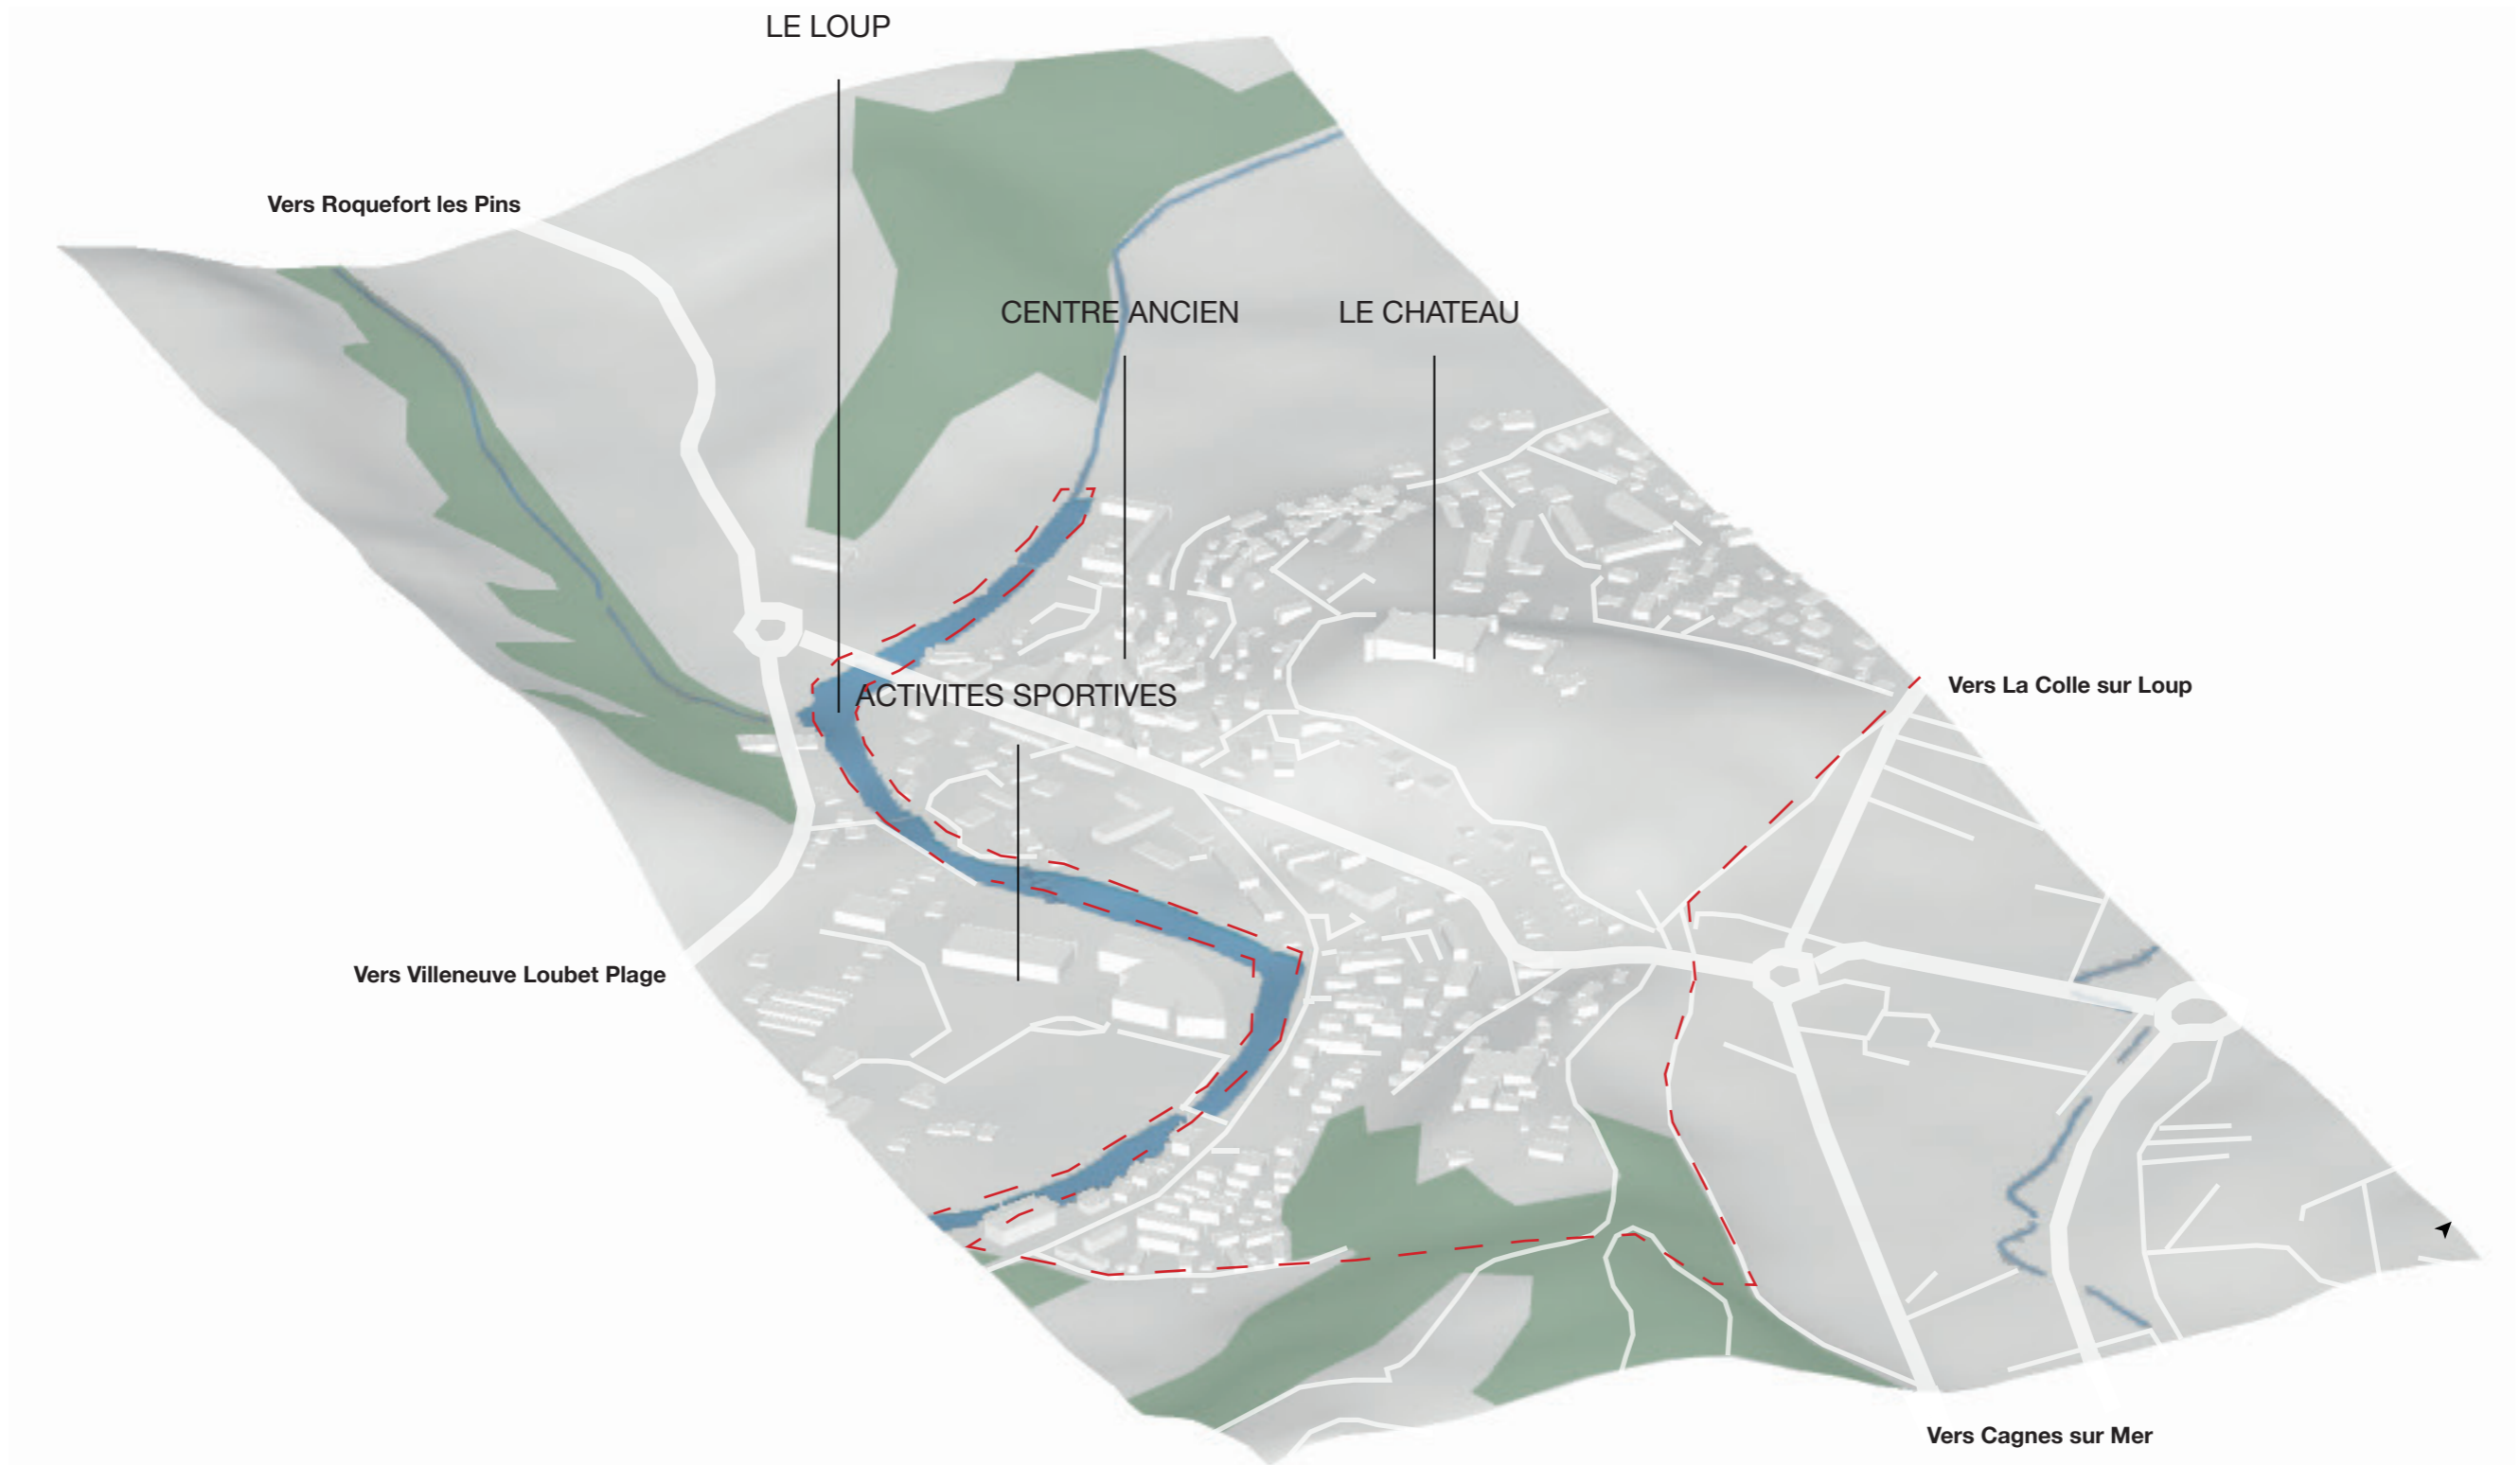 LE LOUP
Vers Roquefort les Pins
CENTRE ANCIEN
LE CHATEAU
Vers La Colle sur Loup
ACTIVITES SPORTIVES
Vers Villeneuve Loubet Plage
Vers Cagnes sur Mer